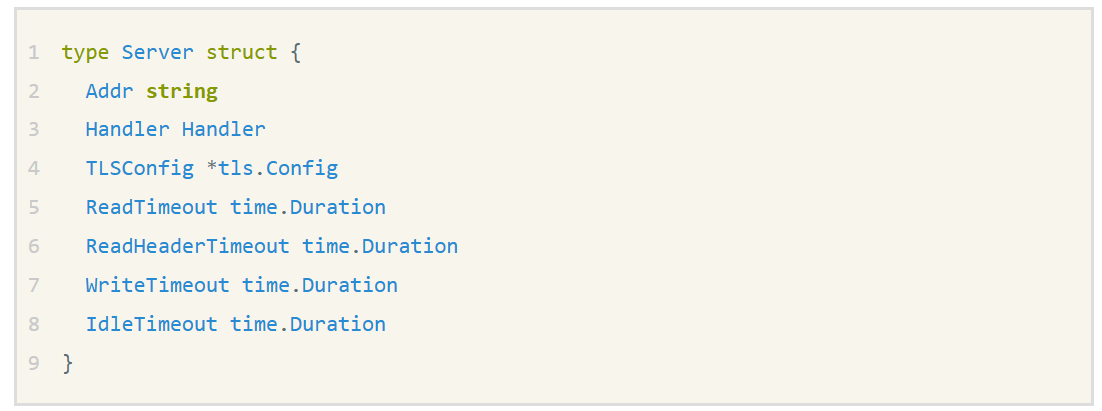 1 type Server struct {
2 Addr string
3 Handler Handler
4 TLSConfig *tls.Config
5 ReadTimeout time.Duration
6 ReadHeaderTimeout time.Duration
7 WriteTimeout time.Duration
8 IdleTimeout time.Duration
9 }